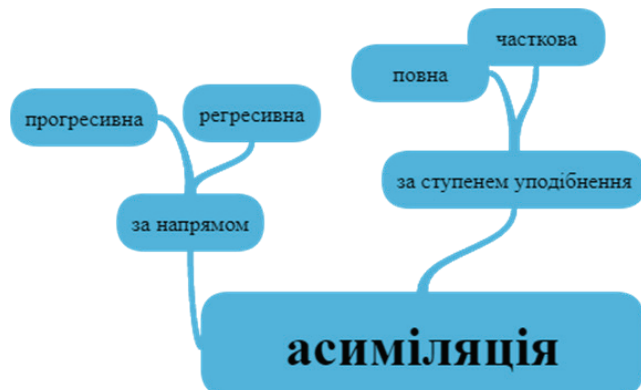 часткова
повна
прогресивна
регресивна
за ступенем уподібнення
за напрямом
асиміляція